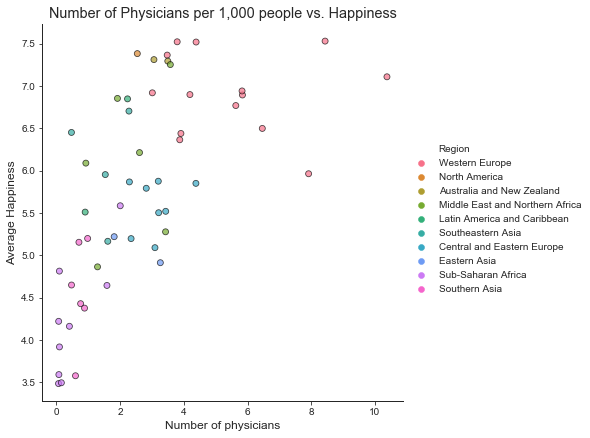 Number of Physicians per 1,000 people vs. Happiness
7.5
7.0
6.5
6.0
5.5
5.0
4.5
4.0
3.5
Average Happiness
0 2 4 6 8 10
Number of physicians
Region
Western Europe
North America
Australia and New Zealand
Middle East and Northern Africa
Latin America and Caribbean
Southeastern Asia
Central and Eastern Europe
Eastern Asia
Sub-Saharan Africa
Southern Asia